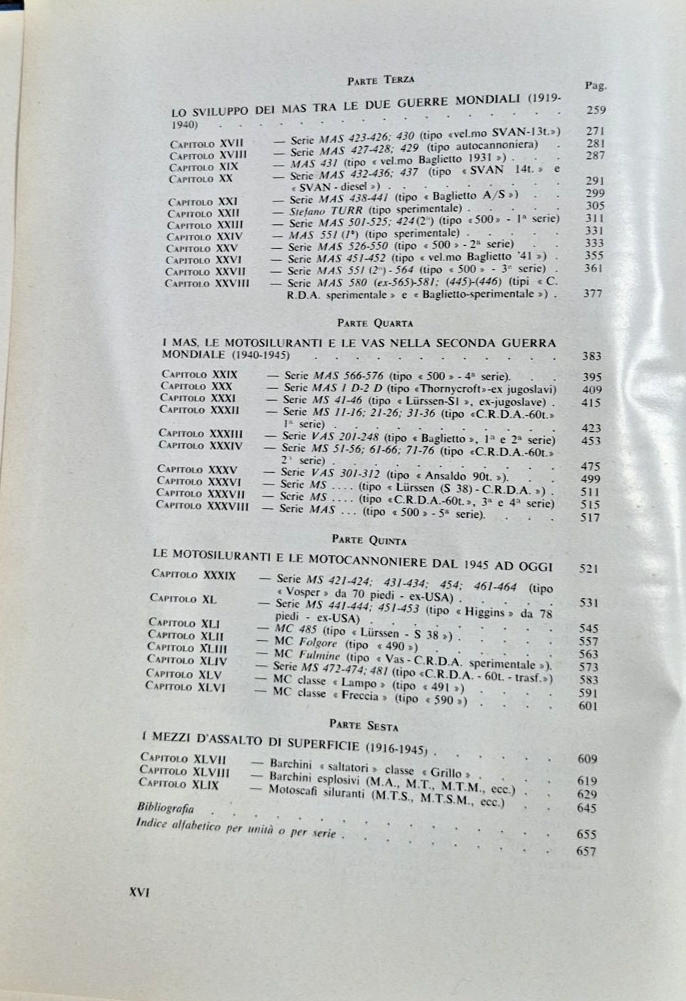 PARTE TERZA
Pag.
LO SVILUPPO DEI MAS TRA LE DUE GUERRE MONDIALI (1919-
1940) . . . . . . . . . . . . . . 259
CAPITOLO XVII — Serie MAS 423-426; 430 (tipo «vel.mo SVAN-13t.») 271
CAPITOLO XVIII — Serie MAS 427-428; 429 (tipo autocannoniera) . 281
CAPITOLO XIX — MAS 431 (tipo « vel.mo Baglietto 1931 ») . . . 287
CAPITOLO XX — Serie MAS 432-436; 437 (tipo « SVAN 14t. » e
« SVAN - diesel ») . . . . . . . 291
CAPITOLO XXI — Serie MAS 438-441 (tipo « Baglietto A/S ») . . 299
CAPITOLO XXII — Stefano TURR (tipo sperimentale) . . . . 305
CAPITOLO XXIII — Serie MAS 501-525; 424 (2°) (tipo «500» - 1ª serie) 311
CAPITOLO XXIV — MAS 551 (1°) (tipo sperimentale) . . . . 331
CAPITOLO XXV — Serie MAS 526-550 (tipo « 500 » - 2ª serie) . . 333
CAPITOLO XXVI — Serie MAS 451-452 (tipo « vel.mo Baglietto '41 ») . 355
CAPITOLO XXVII — Serie MAS 551 (2°) - 564 (tipo « 500 » - 3ª serie) . 361
CAPITOLO XXVIII — Serie MAS 580 (ex-565)-581; (445)-(446) (tipi « C.
R.D.A. sperimentale » e « Baglietto-sperimentale ») . 377
PARTE QUARTA
I MAS, LE MOTOSILURANTI E LE VAS NELLA SECONDA GUERRA
MONDIALE (1940-1945) . . . . . . . . . . . 383
CAPITOLO XXIX — Serie MAS 566-576 (tipo « 500 » - 4ª serie). . . 395
CAPITOLO XXX — Serie MAS 1 D-2 D (tipo «Thornycroft»-ex jugoslavi) 409
CAPITOLO XXXI — Serie MS 41-46 (tipo « Lürssen-S1 », ex-jugoslave) . 415
CAPITOLO XXXII — Serie MS 11-16; 21-26; 31-36 (tipo «C.R.D.A.-60t.»
1ª serie) . . . . . . . . . 423
CAPITOLO XXXIII — Serie VAS 201-248 (tipo « Baglietto », 1ª e 2ª serie) 453
CAPITOLO XXXIV — Serie MS 51-56; 61-66; 71-76 (tipo «C.R.D.A.-60t.»
2ª serie) . . . . . . . . . 475
CAPITOLO XXXV — Serie VAS 301-312 (tipo « Ansaldo 90t. »). . . 499
CAPITOLO XXXVI — Serie MS .... (tipo « Lürssen (S 38) - C.R.D.A. ») . 511
CAPITOLO XXXVII — Serie MS .... (tipo «C.R.D.A.-60t.», 3ª e 4ª serie) 515
CAPITOLO XXXVIII — Serie MAS ... (tipo « 500 » - 5ª serie). . . . 517
PARTE QUINTA
LE MOTOSILURANTI E LE MOTOCANNONIERE DAL 1945 AD OGGI 521
CAPITOLO XXXIX — Serie MS 421-424; 431-434; 454; 461-464 (tipo
« Vosper » da 70 piedi - ex-USA) . . . . . 531
CAPITOLO XL — Serie MS 441-444; 451-453 (tipo « Higgins » da 78
piedi - ex-USA) . . . . . . . 545
CAPITOLO XLI — MC 485 (tipo « Lürssen - S 38 ») . . . . 557
CAPITOLO XLII — MC Folgore (tipo « 490 ») . . . . . 563
CAPITOLO XLIII — MC Fulmine (tipo « Vas - C.R.D.A. sperimentale »). 573
CAPITOLO XLIV — Serie MS 472-474; 481 (tipo «C.R.D.A. - 60t. - trasf.») 583
CAPITOLO XLV — MC classe « Lampo » (tipo « 491 ») . . . . 591
CAPITOLO XLVI — MC classe « Freccia » (tipo « 590 ») . . . . 601
PARTE SESTA
I MEZZI D'ASSALTO DI SUPERFICIE (1916-1945) . . . . . 609
CAPITOLO XLVII — Barchini « saltatori » classe « Grillo » . . . . 619
CAPITOLO XLVIII — Barchini esplosivi (M.A., M.T., M.T.M., ecc.) . . 629
CAPITOLO XLIX — Motoscafi siluranti (M.T.S., M.T.S.M., ecc.) . . 645
Bibliografia . . . . . . . . . . . . . . 655
Indice alfabetico per unità o per serie . . . . . . . . 657
XVI